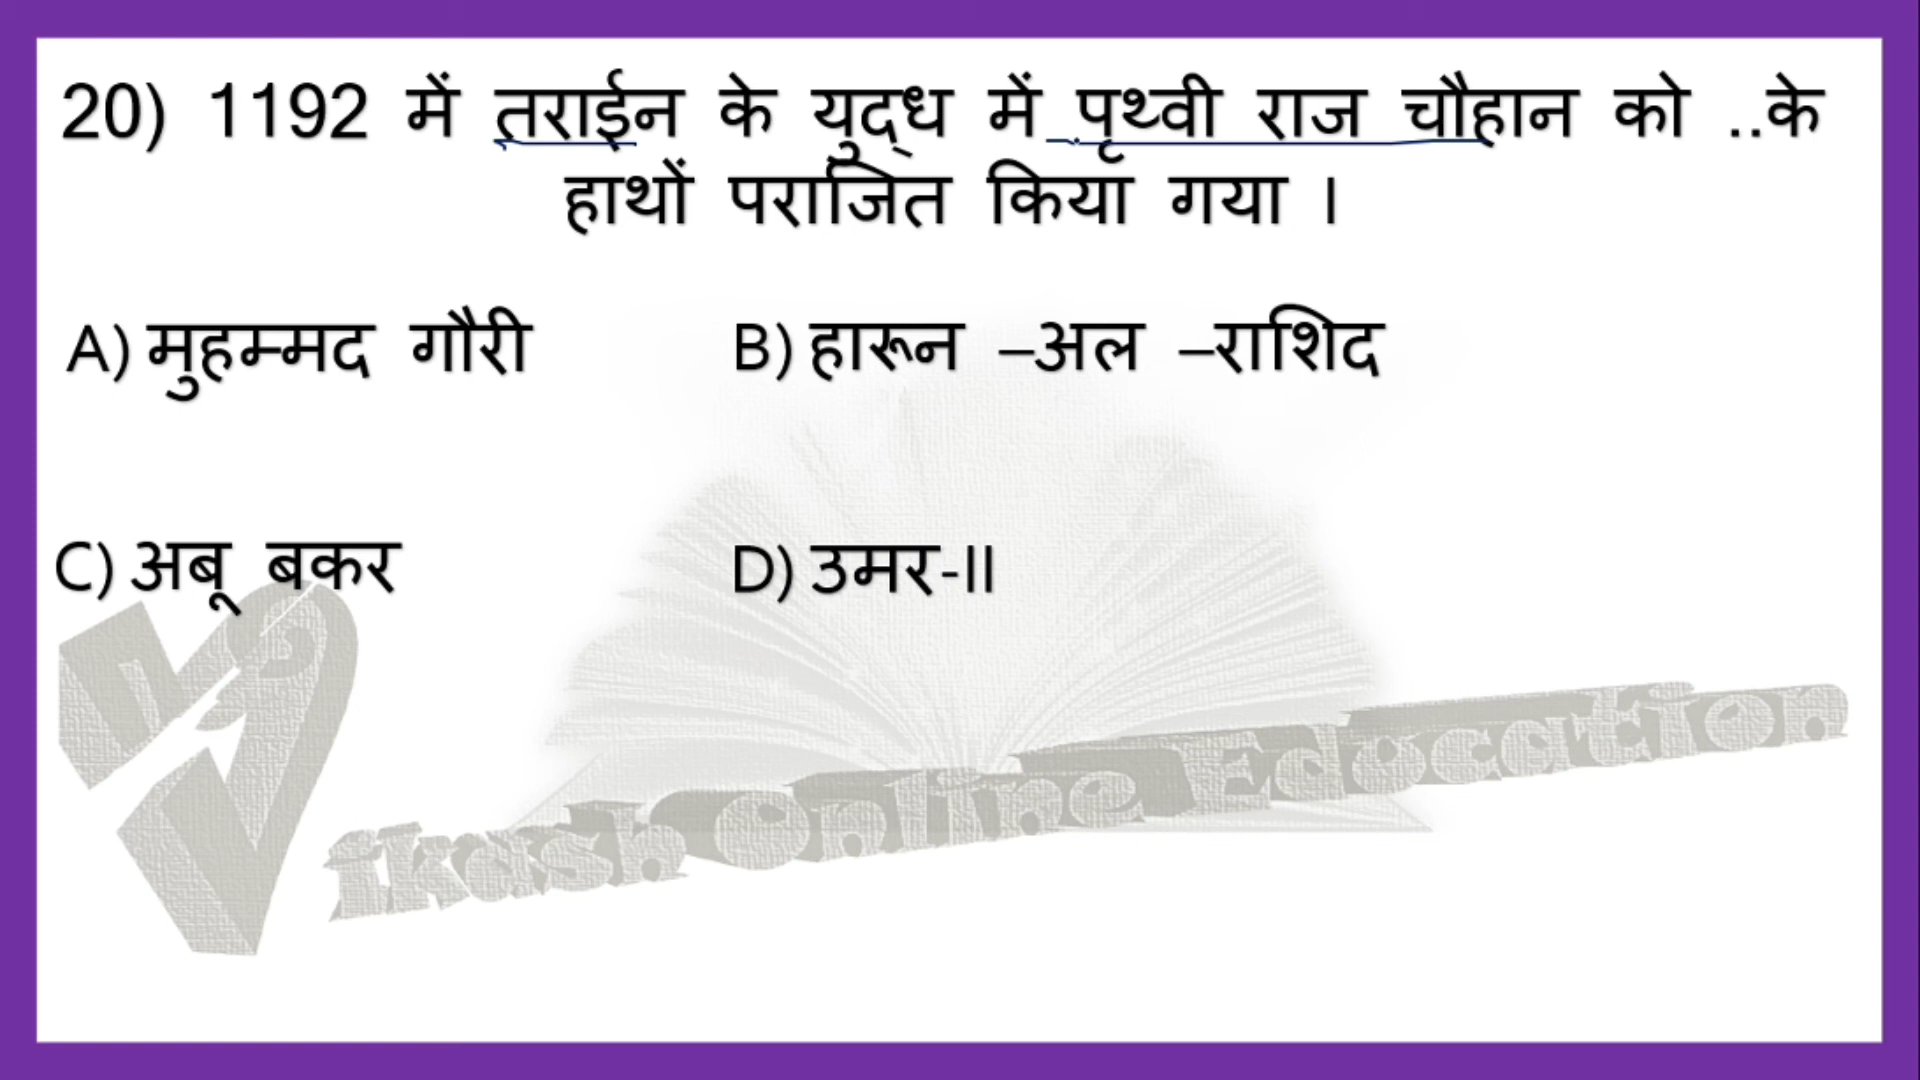 20) 1192 में तराईन के युद्ध में पृथ्वी राज चौहान को ..के
हाथों पराजित किया गया ।
A) मुहम्मद गौरी B) हारून –अल –राशिद
C) अबू बकर D) उमर-II
Vikash Online Education